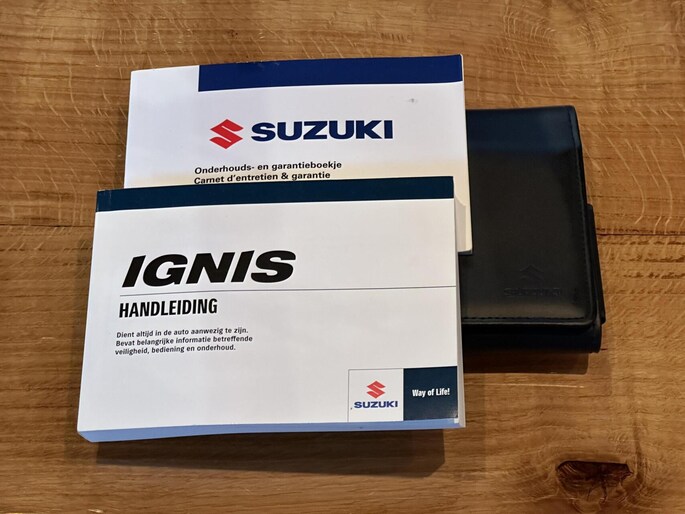 SUZUKI
Onderhouds- en garantieboekje
Carnet d'entretien & garantie
IGNIS
HANDLEIDING
Dient altijd in de auto aanwezig te zijn.
Bevat belangrijke informatie betreffende
veiligheid, bediening en onderhoud.
SUZUKI
Way of Life!
SUZUKI